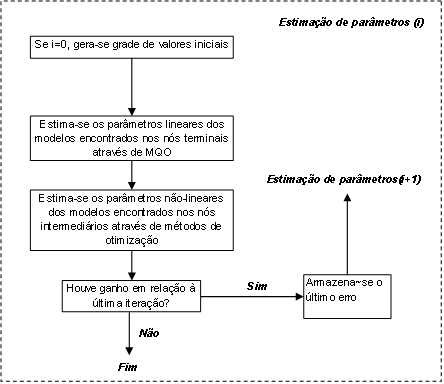 Estimação de parâmetros (i)
Se i=0, gera-se grade de valores iniciais
Estima-se os parâmetros lineares dos
modelos encontrados nos nós terminais
através de MQO
Estimação de parâmetros(i+1)
Estima-se os parâmetros não-lineares
dos modelos encontrados nos nós
intermediários através de métodos de
otimização
Houve ganho em relação à
última iteração?
Sim
Armazena~se o
último erro
Não
Fim